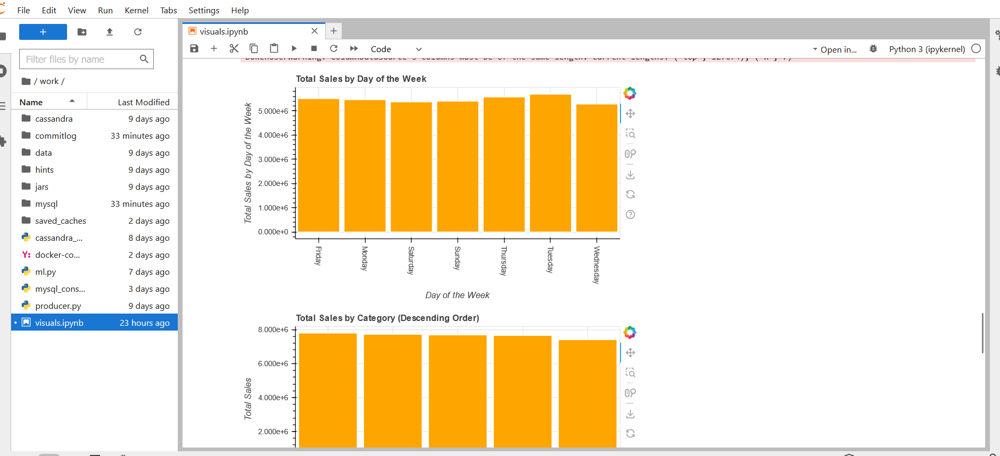 File Edit View Run Kernel Tabs Settings Help
visuals.ipynb
Filter files by name
Code
Open in...
Python 3 (ipykernel)
/ work /
Name Last Modified
cassandra 9 days ago
commitlog 33 minutes ago
data 9 days ago
hints 9 days ago
jars 9 days ago
mysql 33 minutes ago
saved_caches 2 days ago
cassandra_... 8 days ago
Y: docker-co... 2 days ago
ml.py 7 days ago
mysql_cons... 3 days ago
producer.py 9 days ago
visuals.ipynb 23 hours ago
Total Sales by Day of the Week
Total Sales by Day of the Week
5.000e+6
4.000e+6
3.000e+6
2.000e+6
1.000e+6
0.000e+0
Friday Monday Saturday Sunday Thursday Tuesday Wednesday
Day of the Week
Total Sales by Category (Descending Order)
Total Sales
8.000e+6
6.000e+6
4.000e+6
2.000e+6